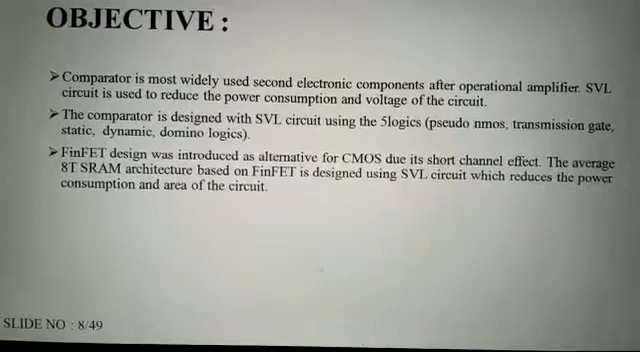 OBJECTIVE :
➢ Comparator is most widely used second electronic components after operational amplifier. SVL
circuit is used to reduce the power consumption and voltage of the circuit.
➢ The comparator is designed with SVL circuit using the 5logics (pseudo nmos, transmission gate,
static, dynamic, domino logics).
➢ FinFET design was introduced as alternative for CMOS due its short channel effect. The average
8T SRAM architecture based on FinFET is designed using SVL circuit which reduces the power
consumption and area of the circuit.
SLIDE NO : 8/49